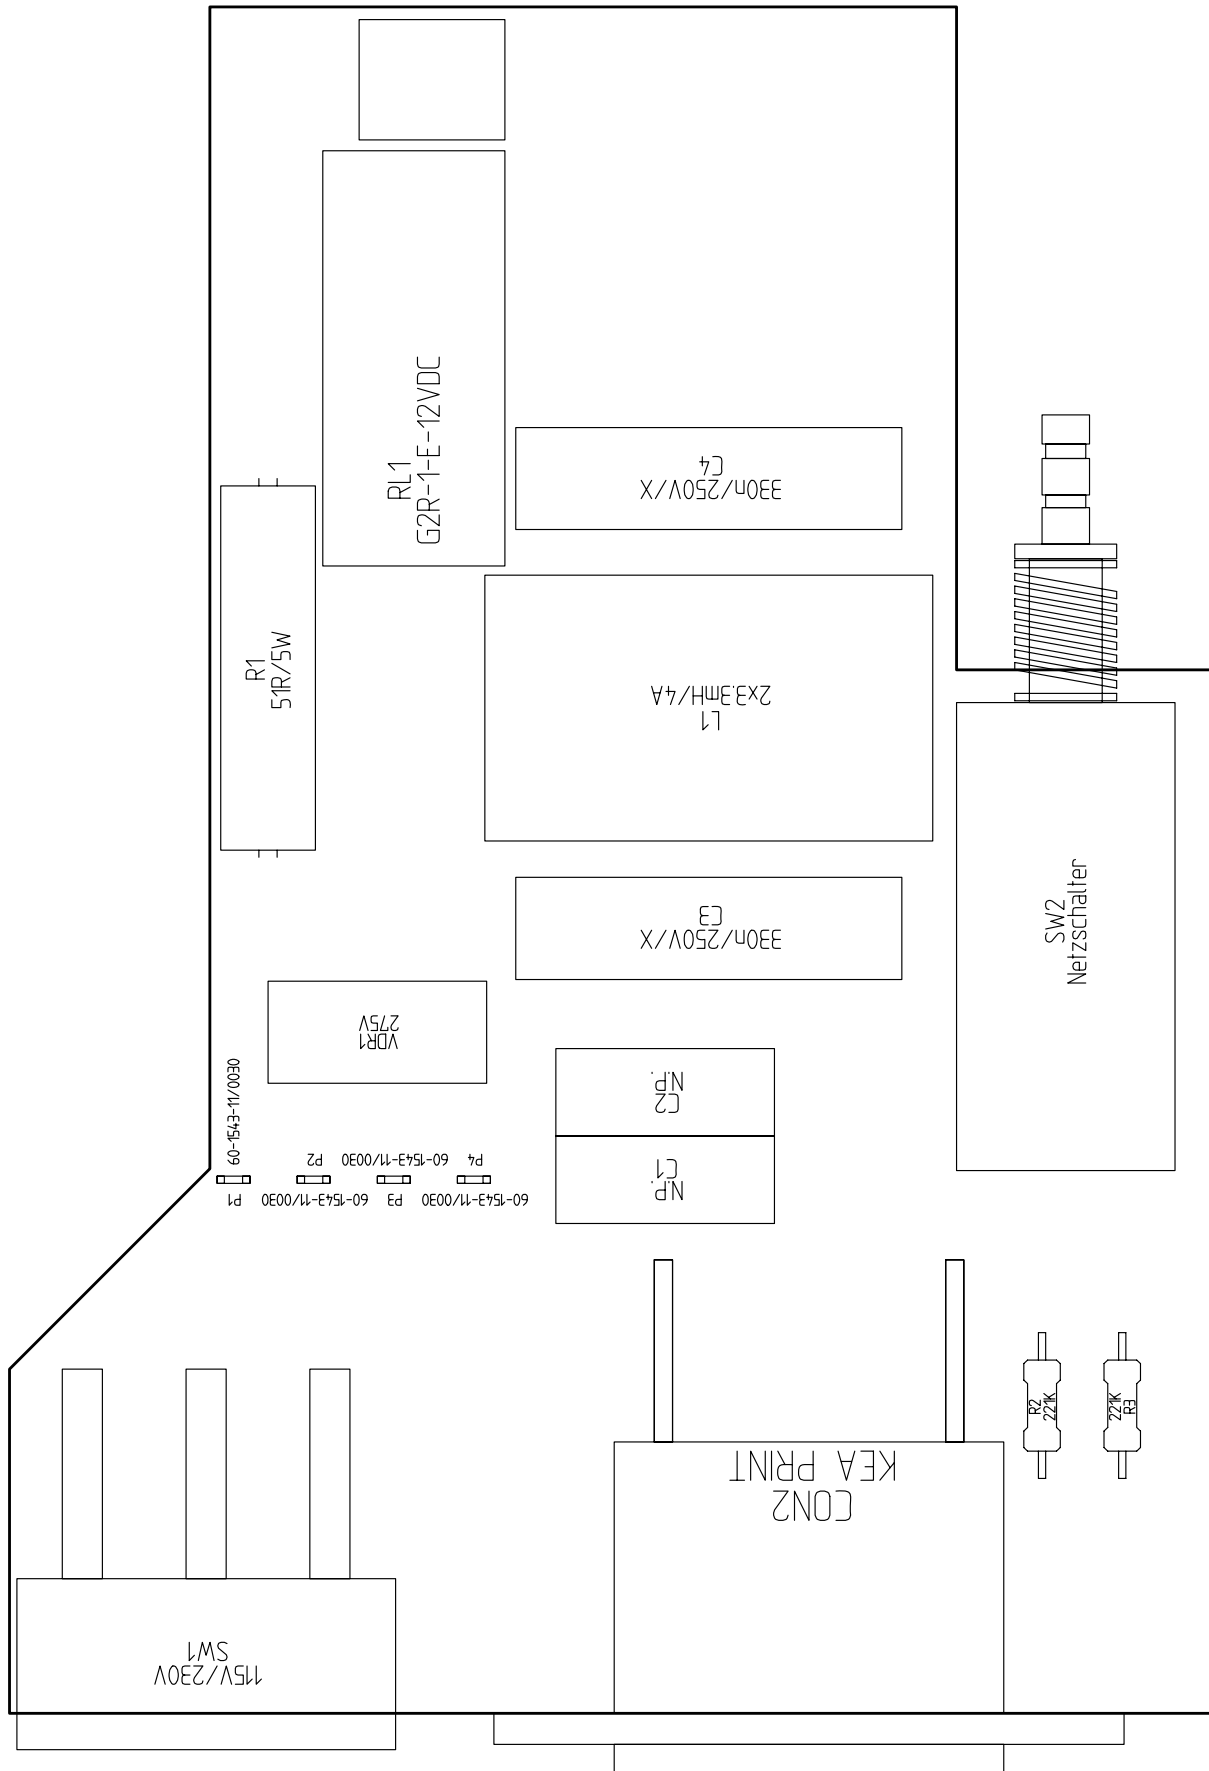 RL1
G2R-1-E-12VDC
C4
330n/250V/X
R1
51R/5W
L1
2x3.3mH/4A
C3
330n/250V/X
SW2
Netzschalter
VDR1
275V
C2
N.P.
C1
N.P.
60-1543-11/0030
P1
P2
60-1543-11/0030
60-1543-11/0030
P3
P4
60-1543-11/0030
R2
221K
221K
R3
CON2
KEA PRINT
SW1
115V/230V